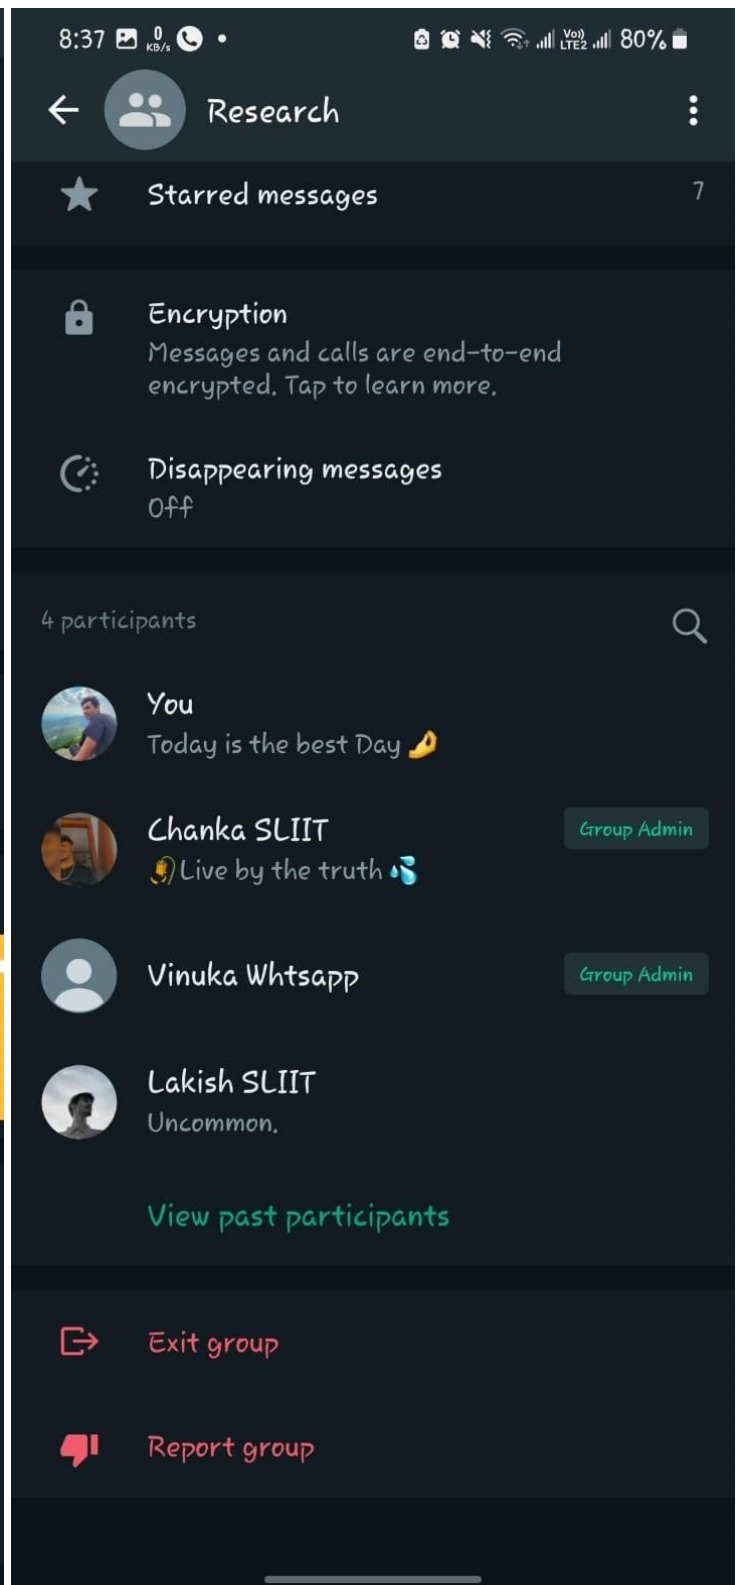 8:37 0 KB/s Vo)) LTE2 80%
Research
Starred messages 7
Encryption
Messages and calls are end-to-end
encrypted. Tap to learn more.
Disappearing messages
Off
4 participants
You
Today is the best Day 🤌
Chanka SLIIT Group Admin
🧏Live by the truth 💦
Vinuka Whtsapp Group Admin
Lakish SLIIT
Uncommon.
View past participants
Exit group
Report group